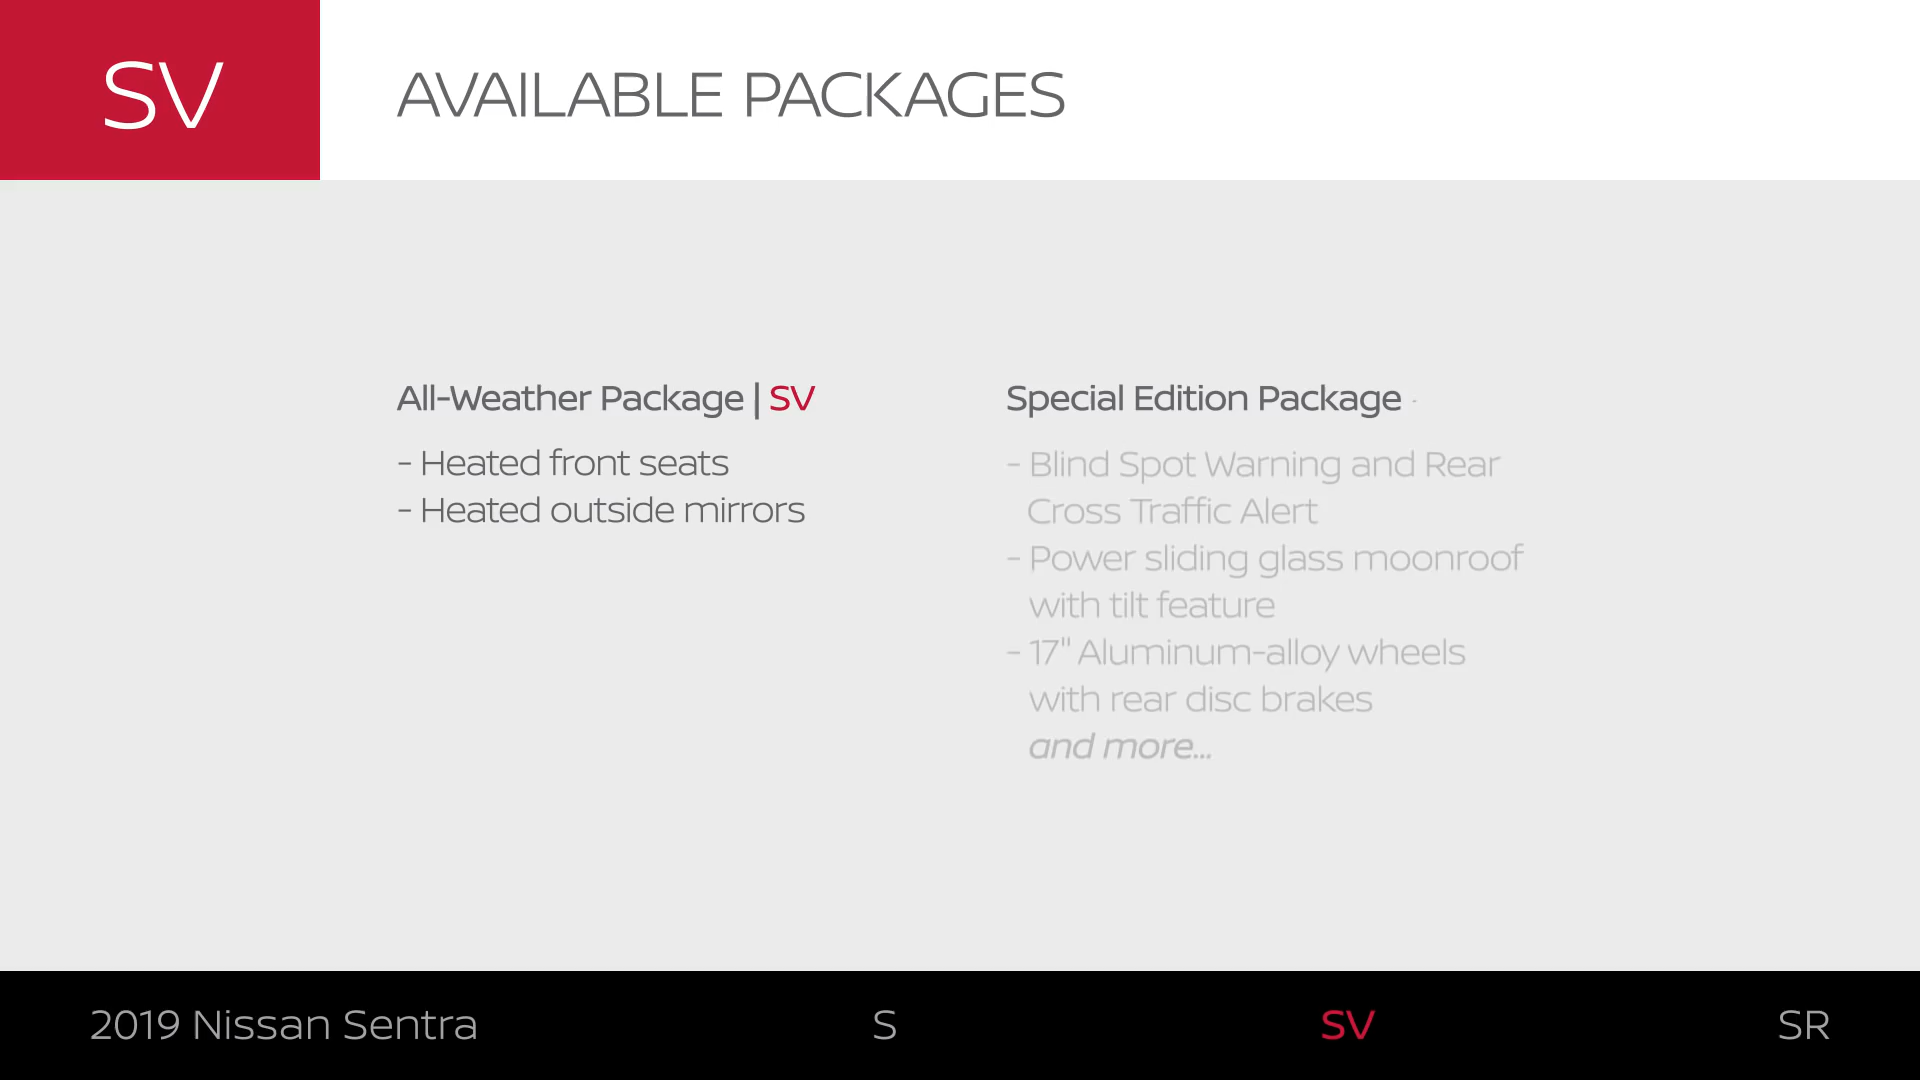 SV
AVAILABLE PACKAGES
All-Weather Package | SV
- Heated front seats
- Heated outside mirrors
Special Edition Package
- Blind Spot Warning and Rear
Cross Traffic Alert
- Power sliding glass moonroof
with tilt feature
- 17" Aluminum-alloy wheels
with rear disc brakes
and more...
2019 Nissan Sentra
S
SV
SR